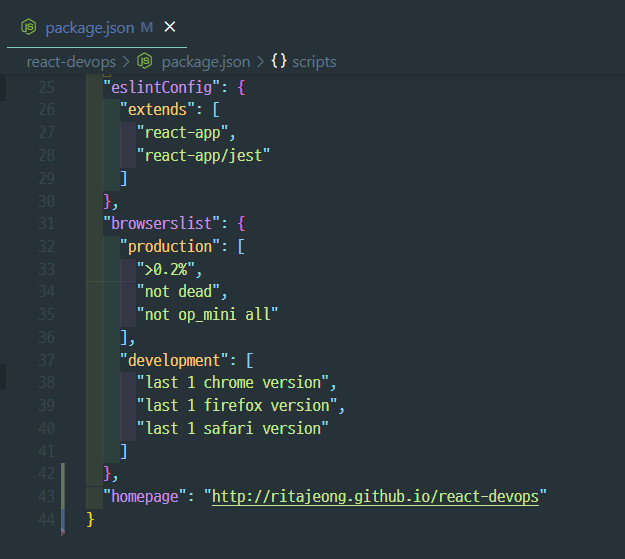 JS package.json M ×
react-devops > JS package.json > {} scripts
25 "eslintConfig": {
26 "extends": [
27 "react-app",
28 "react-app/jest"
29 ]
30 },
31 "browserslist": {
32 "production": [
33 ">0.2%",
34 "not dead",
35 "not op_mini all"
36 ],
37 "development": [
38 "last 1 chrome version",
39 "last 1 firefox version",
40 "last 1 safari version"
41 ]
42 },
43 "homepage": "http://ritajeong.github.io/react-devops"
44 }